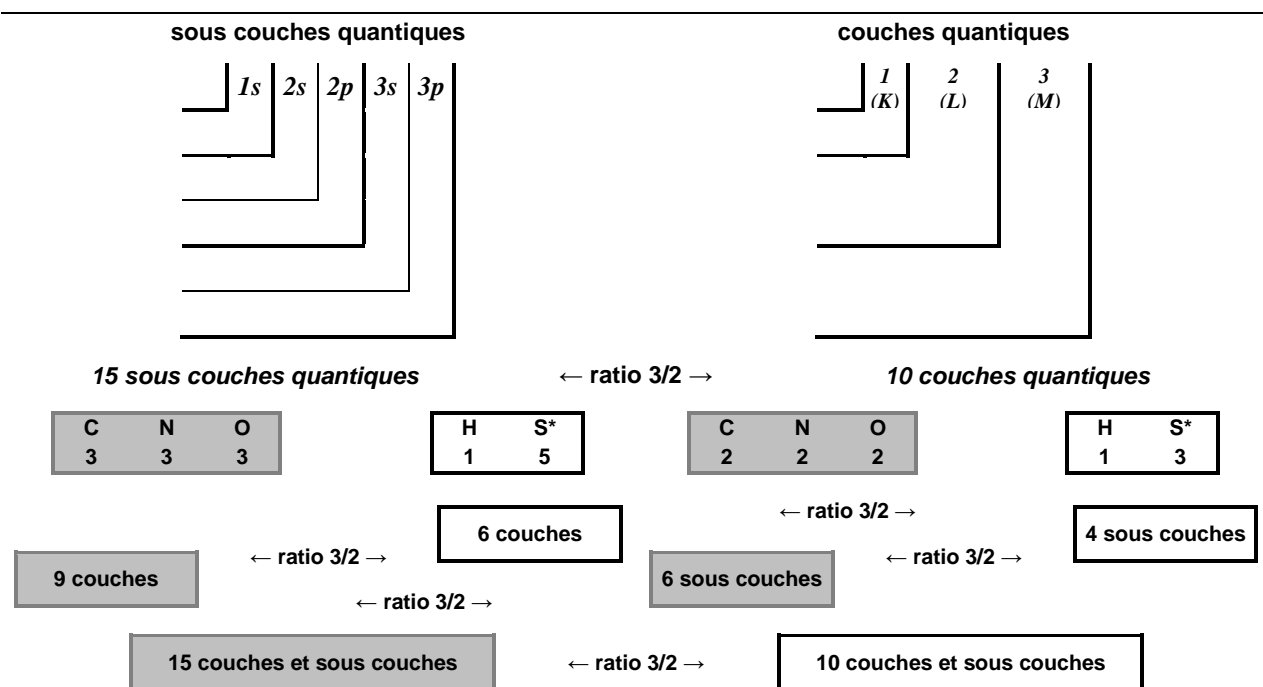 sous couches quantiques couches quantiques
1s 2s 2p 3s 3p 1 2 3
(K) (L) (M)
15 sous couches quantiques ← ratio 3/2 → 10 couches quantiques
C N O H S* C N O H S*
3 3 3 1 5 2 2 2 1 3
← ratio 3/2 →
6 couches 4 sous couches
← ratio 3/2 → ← ratio 3/2 →
9 couches 6 sous couches
← ratio 3/2 →
15 couches et sous couches ← ratio 3/2 → 10 couches et sous couches